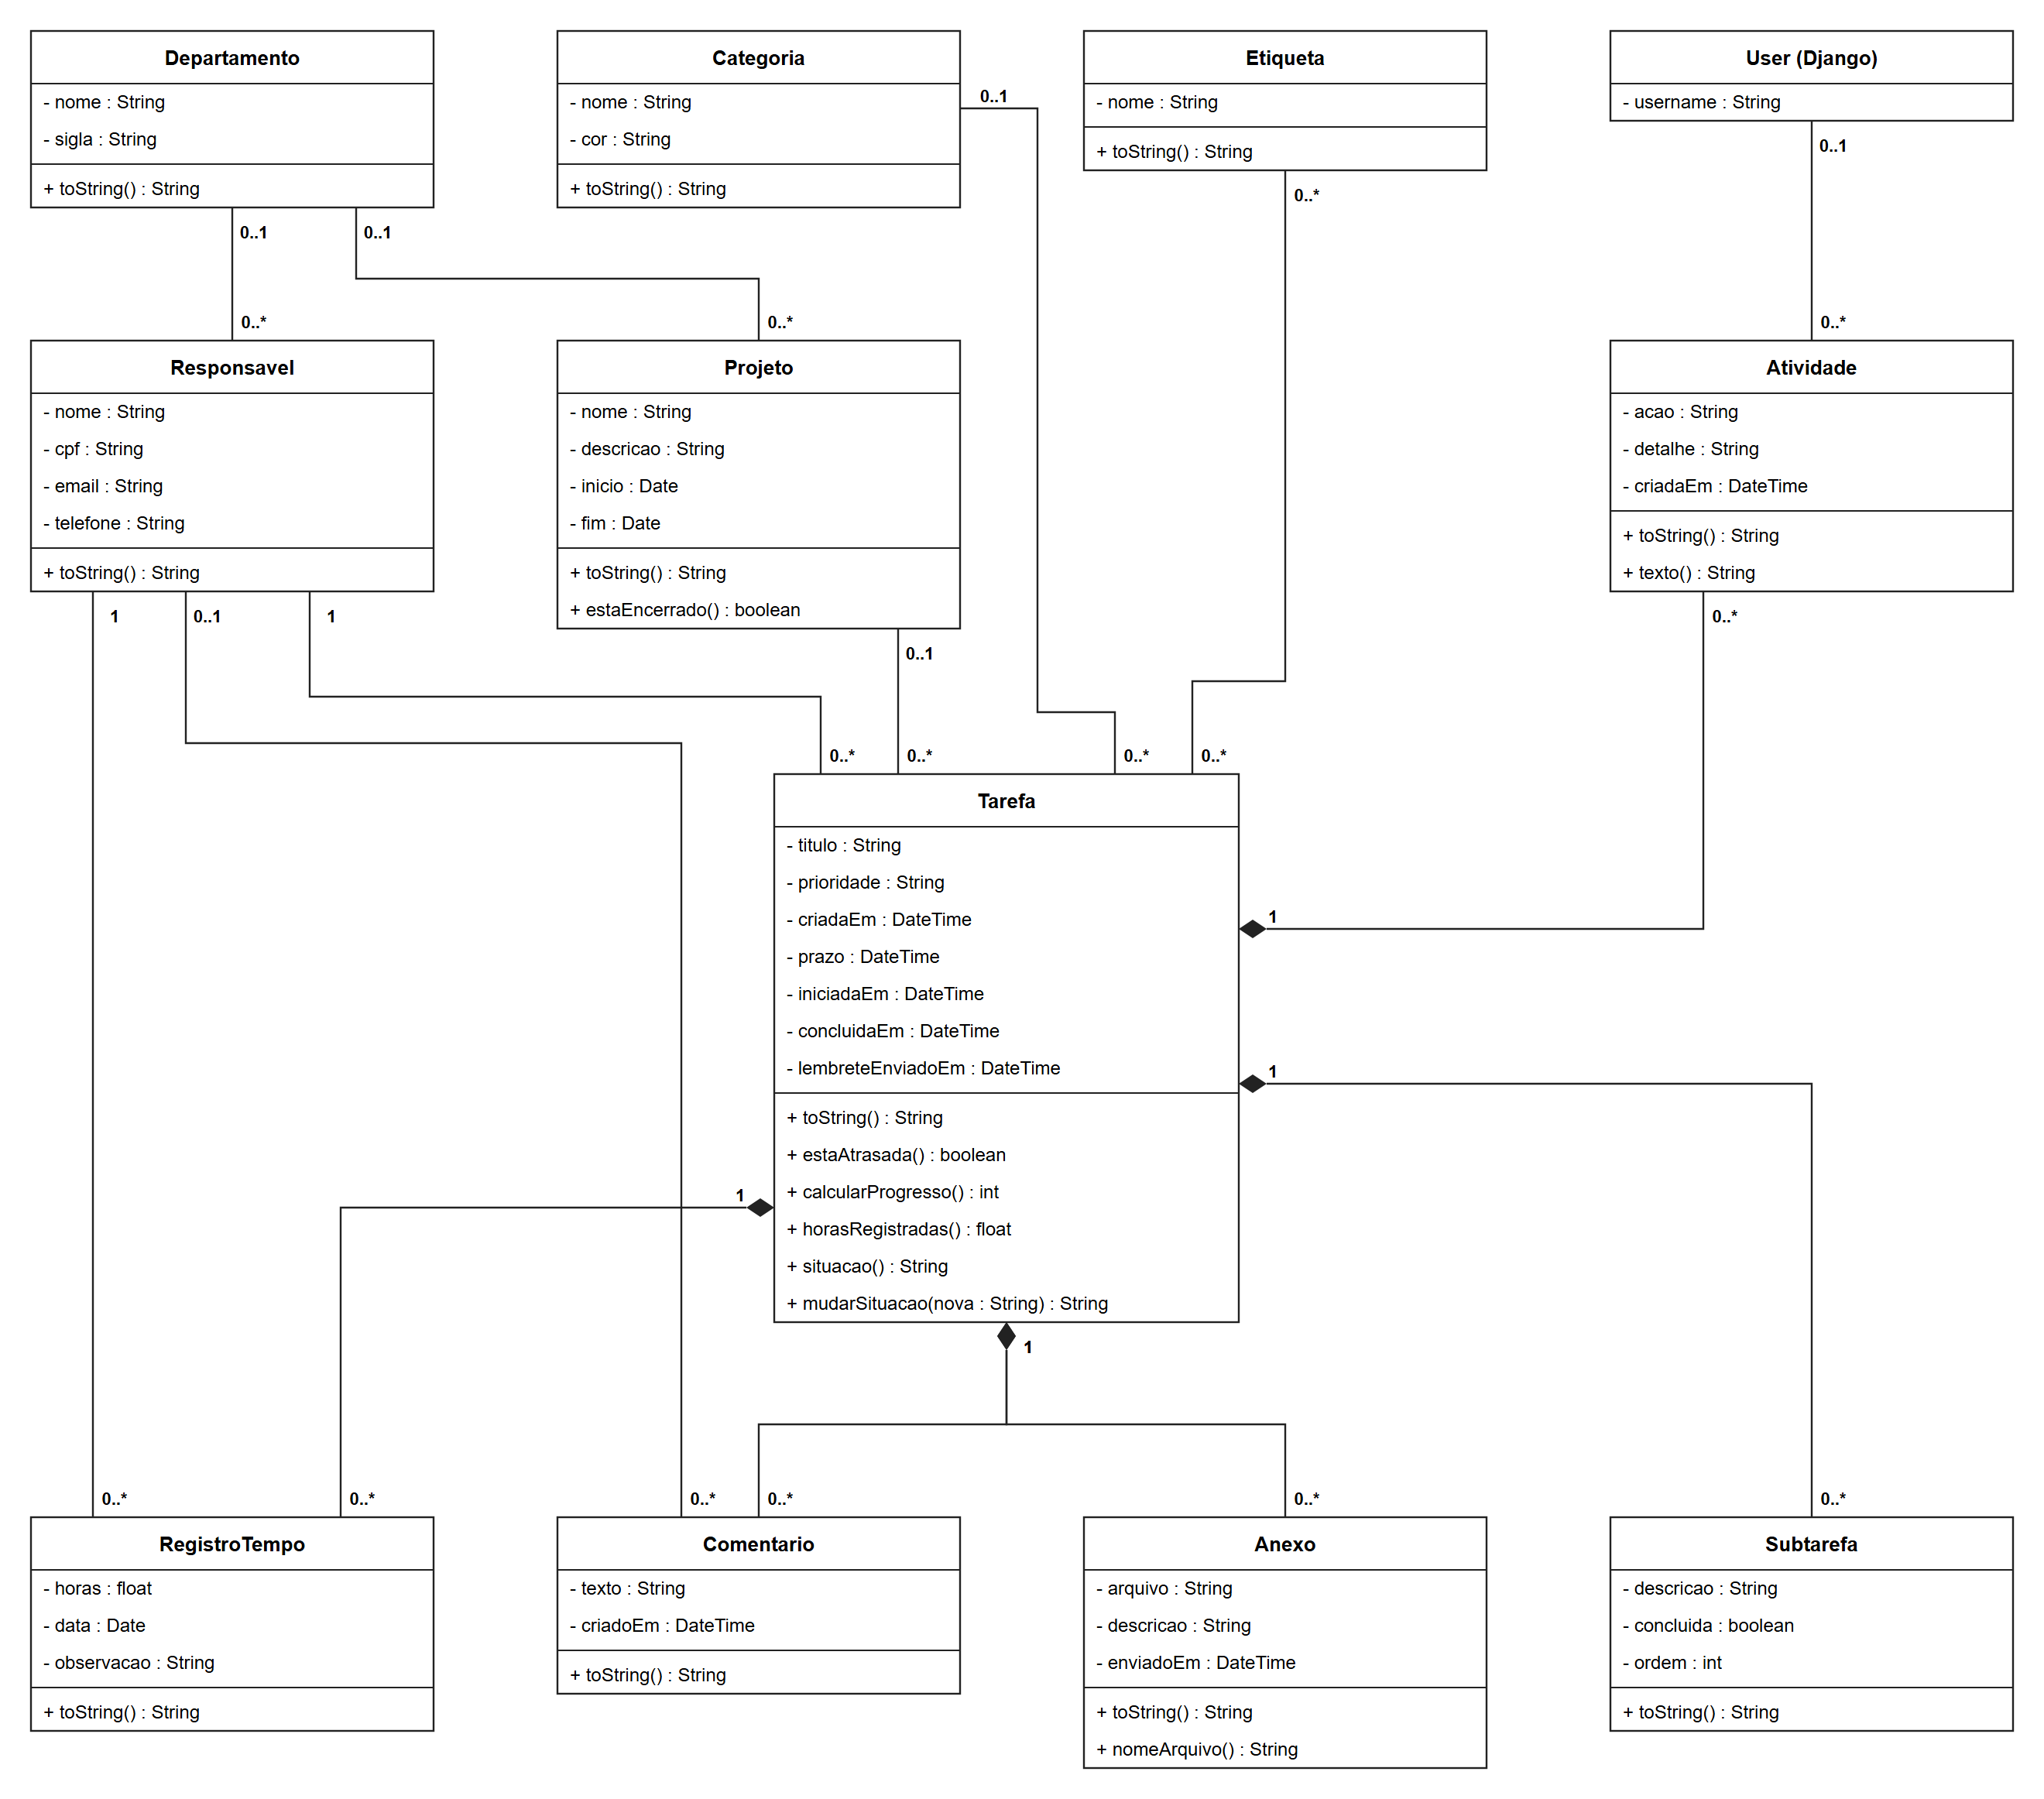 Departamento
- nome : String
- sigla : String
+ toString() : String
Categoria
- nome : String
- cor : String
+ toString() : String
0..1
Etiqueta
- nome : String
+ toString() : String
0..*
User (Django)
- username : String
0..1
0..1
0..1
0..*
0..*
0..*
Responsavel
- nome : String
- cpf : String
- email : String
- telefone : String
+ toString() : String
1
0..1
1
Projeto
- nome : String
- descricao : String
- inicio : Date
- fim : Date
+ toString() : String
+ estaEncerrado() : boolean
0..1
Atividade
- acao : String
- detalhe : String
- criadaEm : DateTime
+ toString() : String
+ texto() : String
0..*
0..*
0..*
0..*
0..*
Tarefa
- titulo : String
- prioridade : String
- criadaEm : DateTime
- prazo : DateTime
- iniciadaEm : DateTime
- concluidaEm : DateTime
- lembreteEnviadoEm : DateTime
+ toString() : String
+ estaAtrasada() : boolean
+ calcularProgresso() : int
+ horasRegistradas() : float
+ situacao() : String
+ mudarSituacao(nova : String) : String
1
1
1
1
0..*
0..*
0..*
0..*
0..*
0..*
RegistroTempo
- horas : float
- data : Date
- observacao : String
+ toString() : String
Comentario
- texto : String
- criadoEm : DateTime
+ toString() : String
Anexo
- arquivo : String
- descricao : String
- enviadoEm : DateTime
+ toString() : String
+ nomeArquivo() : String
Subtarefa
- descricao : String
- concluida : boolean
- ordem : int
+ toString() : String